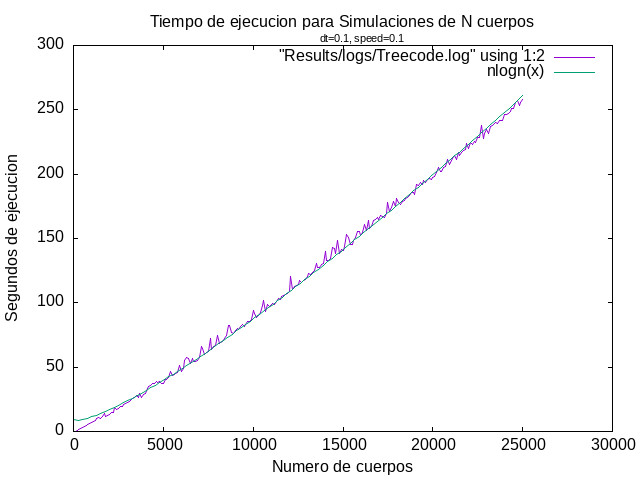 Tiempo de ejecucion para Simulaciones de N cuerpos
dt=0.1, speed=0.1
"Results/logs/Treecode.log" using 1:2
nlogn(x)
300
250
200
150
100
50
0
Segundos de ejecucion
0 5000 10000 15000 20000 25000 30000
Numero de cuerpos